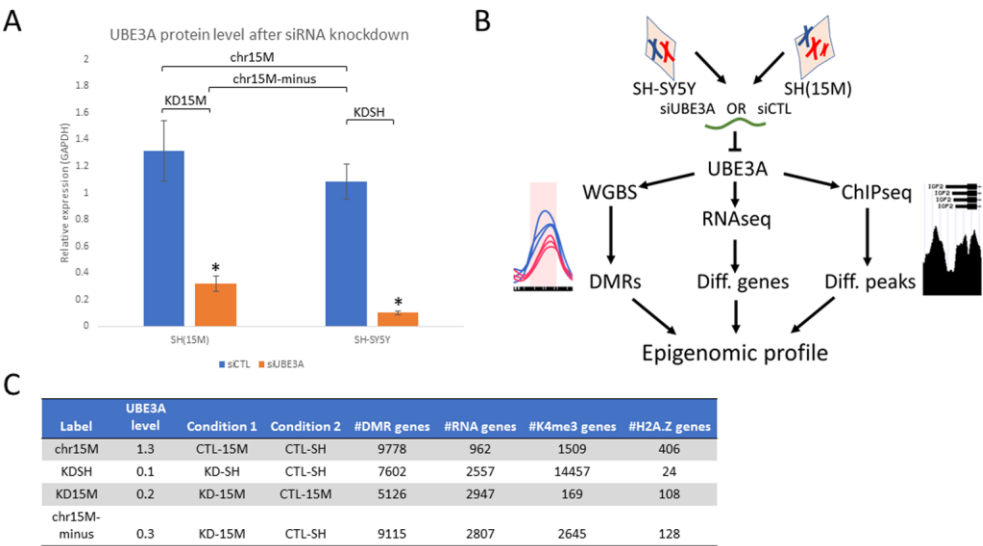 A
UBE3A protein level after siRNA knockdown
2
1.8
1.6
1.4
1.2
1
0.8
0.6
0.4
0.2
0
Relative expression (GAPDH)
chr15M
chr15M-minus
KD15M
KDSH
*
*
SH(15M)
SH-SY5Y
siCTL
siUBE3A
B
SH-SY5Y
SH(15M)
siUBE3A OR siCTL
UBE3A
WGBS
RNAseq
ChIPseq
IGF2
IGF2
IGF2
IGF2
DMRs
Diff. genes
Diff. peaks
Epigenomic profile
C
Label UBE3A level Condition 1 Condition 2 #DMR genes #RNA genes #K4me3 genes #H2A.Z genes
chr15M 1.3 CTL-15M CTL-SH 9778 962 1509 406
KDSH 0.1 KD-SH CTL-SH 7602 2557 14457 24
KD15M 0.2 KD-15M CTL-15M 5126 2947 169 108
chr15M-
minus 0.3 KD-15M CTL-SH 9115 2807 2645 128